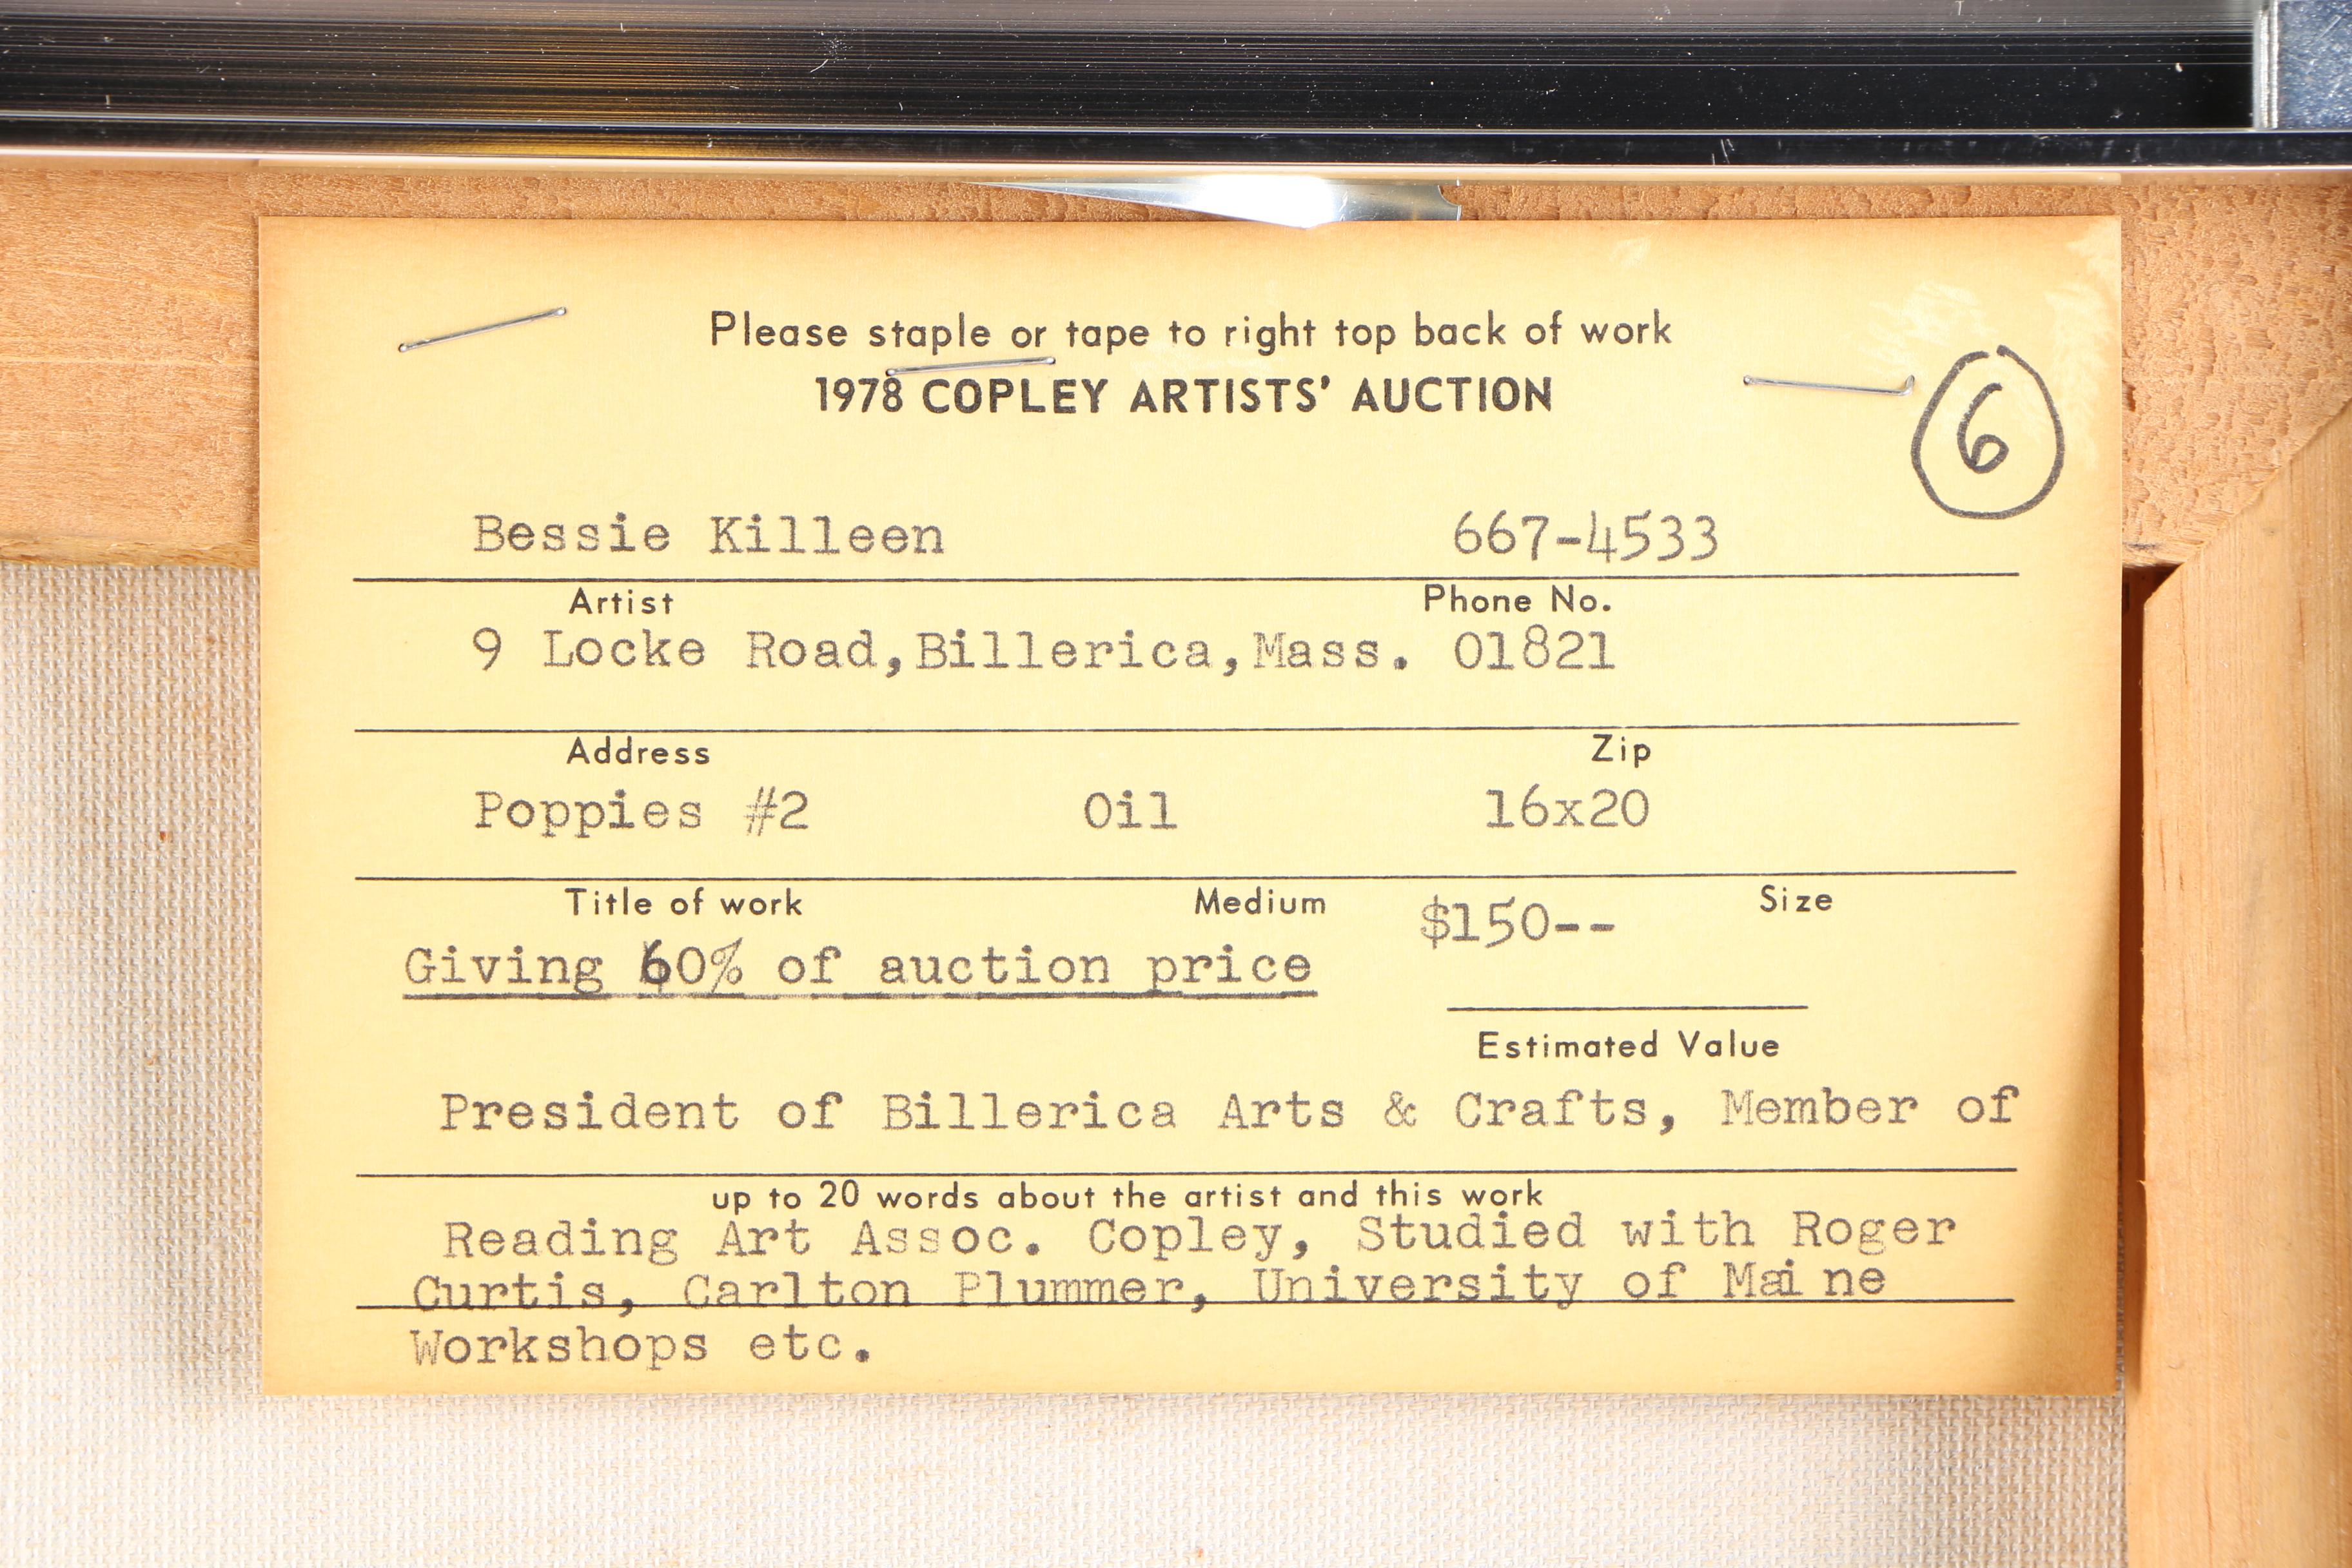 Please staple or tape to right top back of work
1978 COPLEY ARTISTS' AUCTION
6
Bessie Killeen 667-4533
Artist Phone No.
9 Locke Road,Billerica,Mass. 01821
Address Zip
Poppies #2 Oil 16x20
Title of work Medium Size
$150--
Giving 60% of auction price
Estimated Value
President of Billerica Arts & Crafts, Member of
up to 20 words about the artist and this work
Reading Art Assoc. Copley, Studied with Roger
Curtis, Carlton Plummer, University of Maine
Workshops etc.